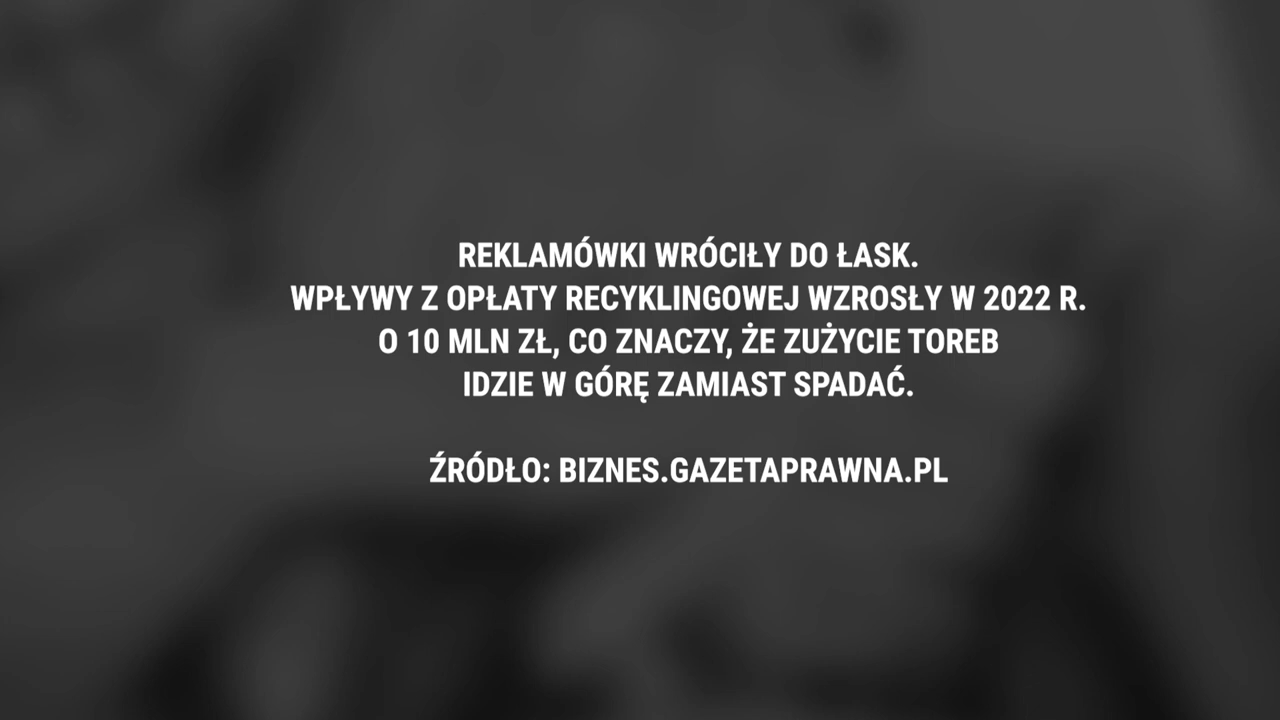 REKLAMÓWKI WRÓCIŁY DO ŁASK.
WPŁYWY Z OPŁATY RECYKLINGOWEJ WZROSŁY W 2022 R.
O 10 MLN ZŁ, CO ZNACZY, ŻE ZUŻYCIE TOREB
IDZIE W GÓRĘ ZAMIAST SPADAĆ.
ŹRÓDŁO: BIZNES.GAZETAPRAWNA.PL